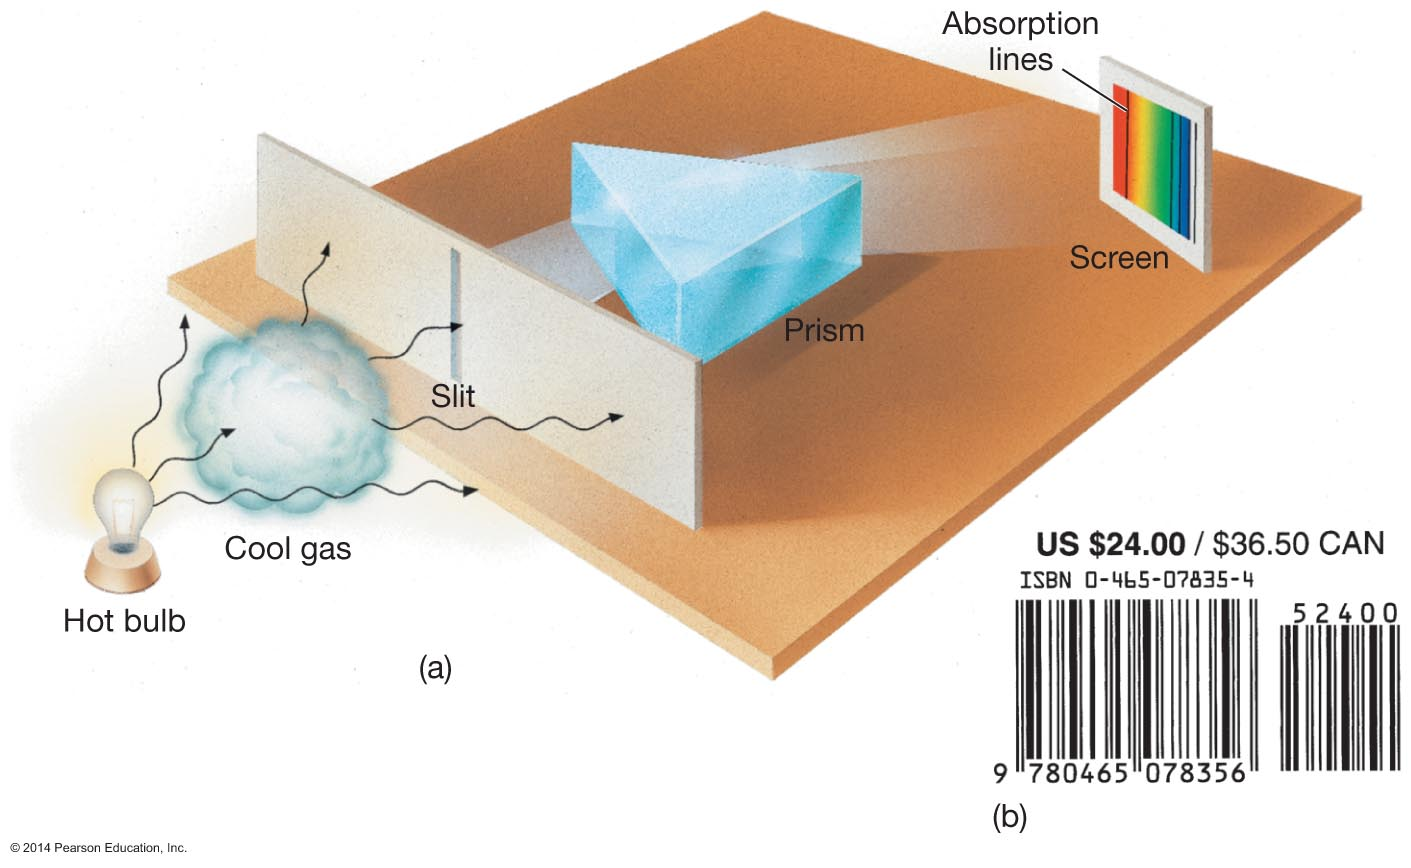 Absorption
lines
Screen
Prism
Slit
Cool gas
Hot bulb
(a)
US $24.00 / $36.50 CAN
ISBN 0-465-07835-4
52400
9 780465 078356
(b)
© 2014 Pearson Education, Inc.